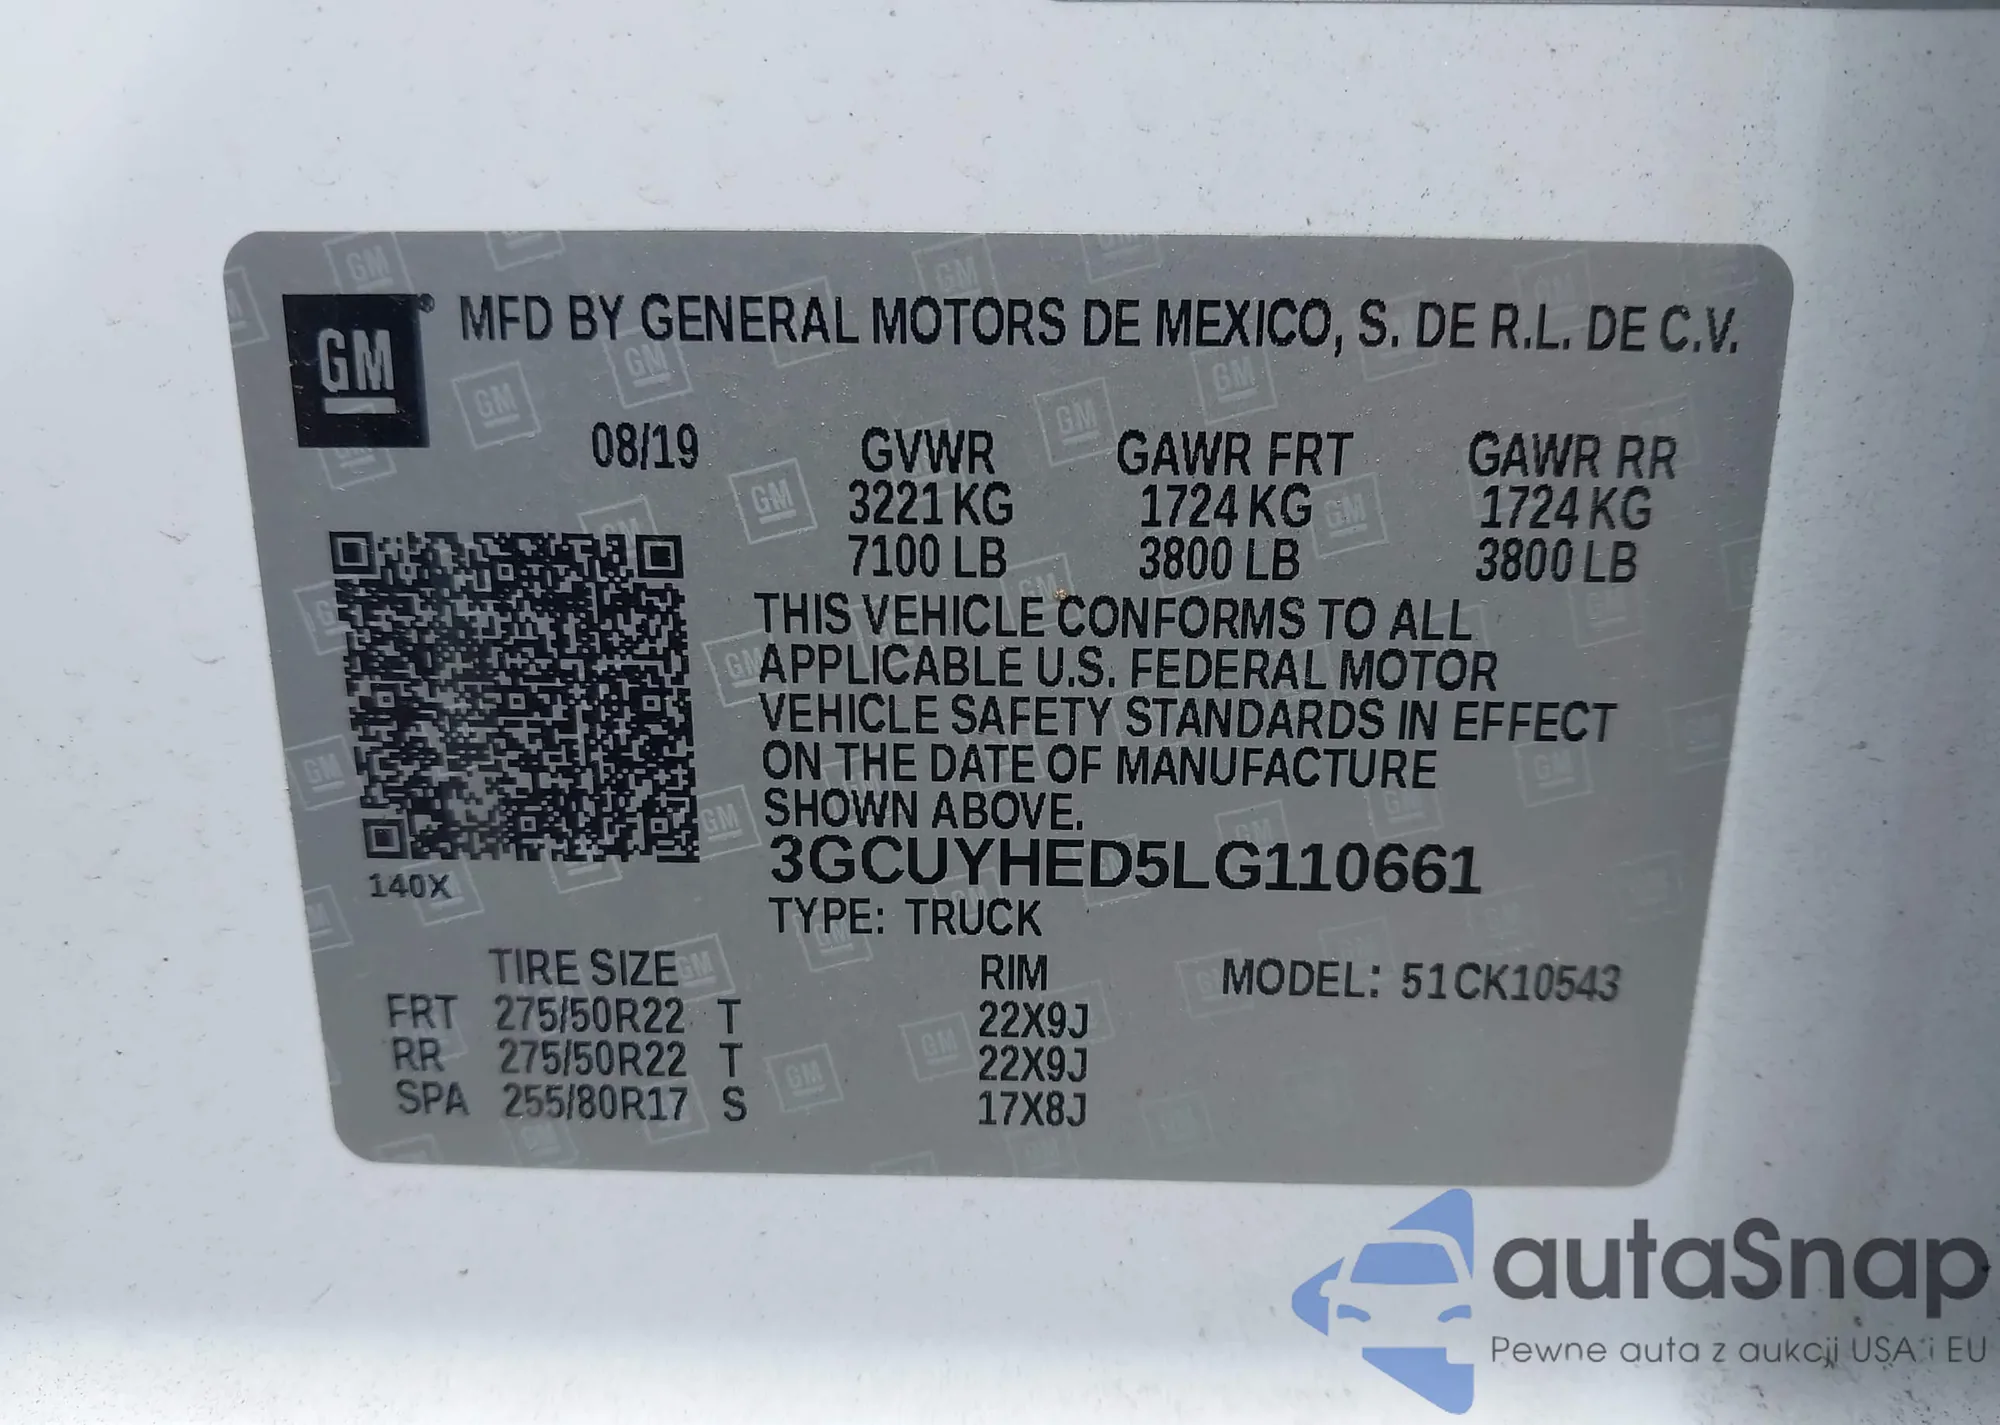 GM® MFD BY GENERAL MOTORS DE MEXICO, S. DE R.L. DE C.V.
08/19 GVWR GAWR FRT GAWR RR
3221 KG 1724 KG 1724 KG
7100 LB 3800 LB 3800 LB
THIS VEHICLE CONFORMS TO ALL
APPLICABLE U.S. FEDERAL MOTOR
VEHICLE SAFETY STANDARDS IN EFFECT
ON THE DATE OF MANUFACTURE
SHOWN ABOVE.
3GCUYHED5LG110661
140X
TYPE: TRUCK
TIRE SIZE RIM MODEL: 51CK10543
FRT 275/50R22 T 22X9J
RR 275/50R22 T 22X9J
SPA 255/80R17 S 17X8J
autaSnap
Pewne auta z aukcji USA i EU